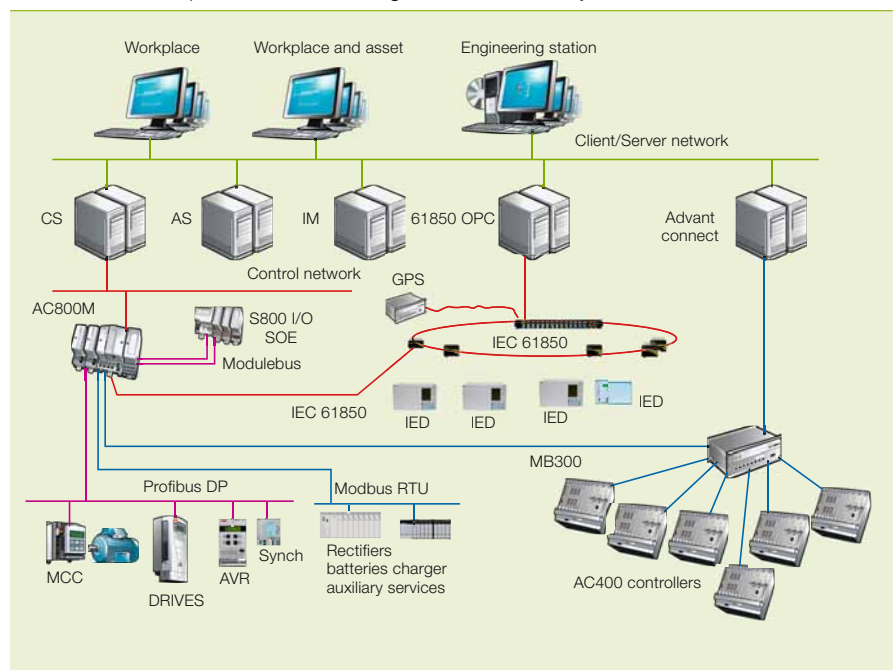 Workplace
Workplace and asset
Engineering station
Client/Server network
CS
AS
IM
61850 OPC
Advant
connect
Control network
GPS
AC800M
S800 I/O
SOE
IEC 61850
Modulebus
IEC 61850
IED
IED
IED
IED
MB300
Profibus DP
Modbus RTU
MCC
DRIVES
AVR
Synch
Rectifiers
batteries charger
auxiliary services
AC400 controllers